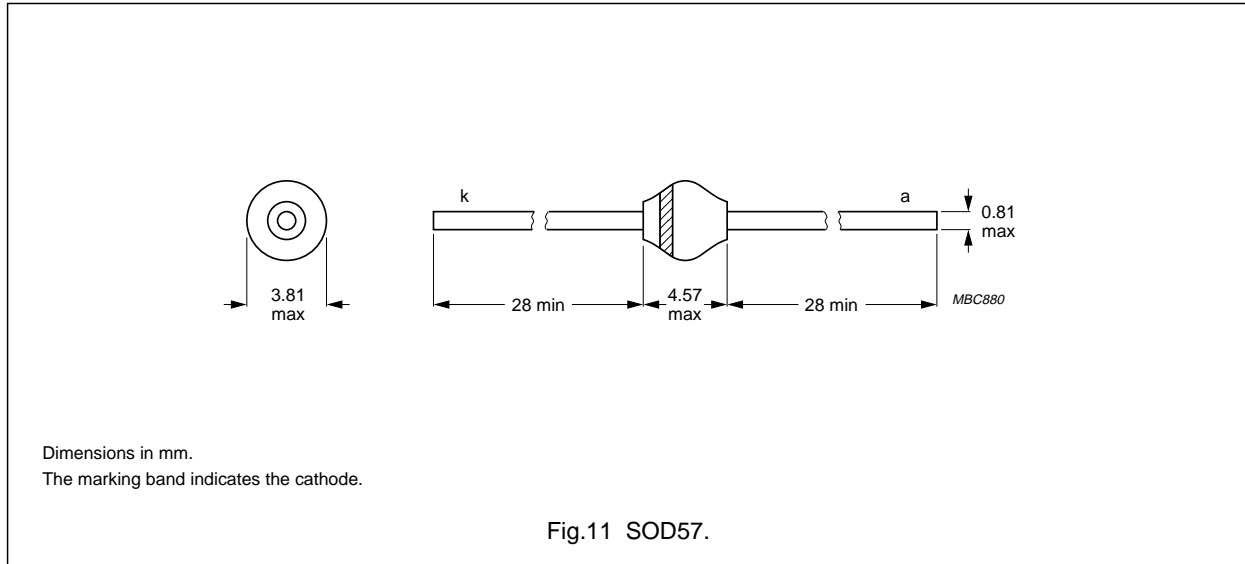 k
a
0.81
max
3.81
max
28 min
4.57
max
28 min
MBC880
Dimensions in mm.
The marking band indicates the cathode.
Fig.11 SOD57.